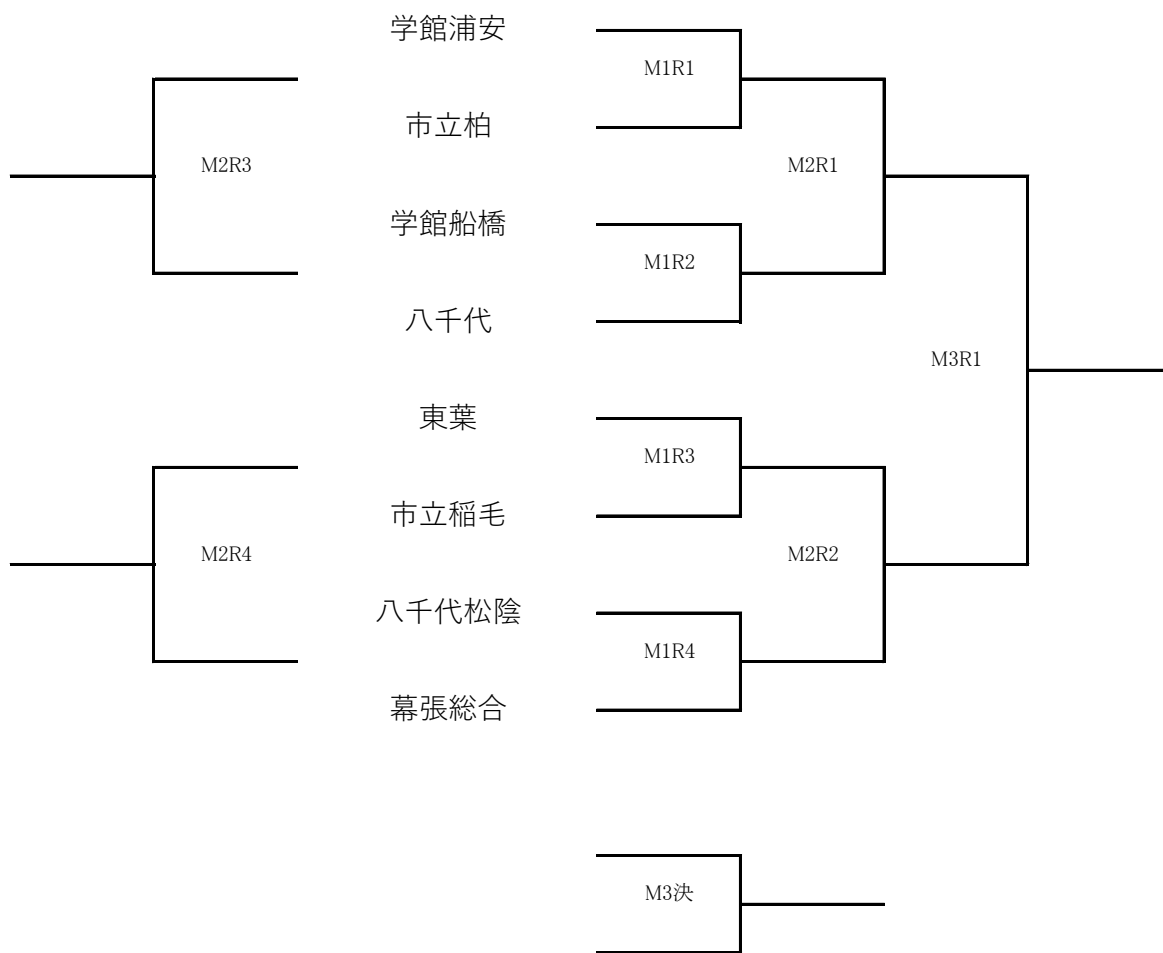 学館浦安
M1R1
市立柏
M2R3
M2R1
学館船橋
M1R2
八千代
M3R1
東葉
M1R3
市立稲毛
M2R4
M2R2
八千代松陰
M1R4
幕張総合
M3決